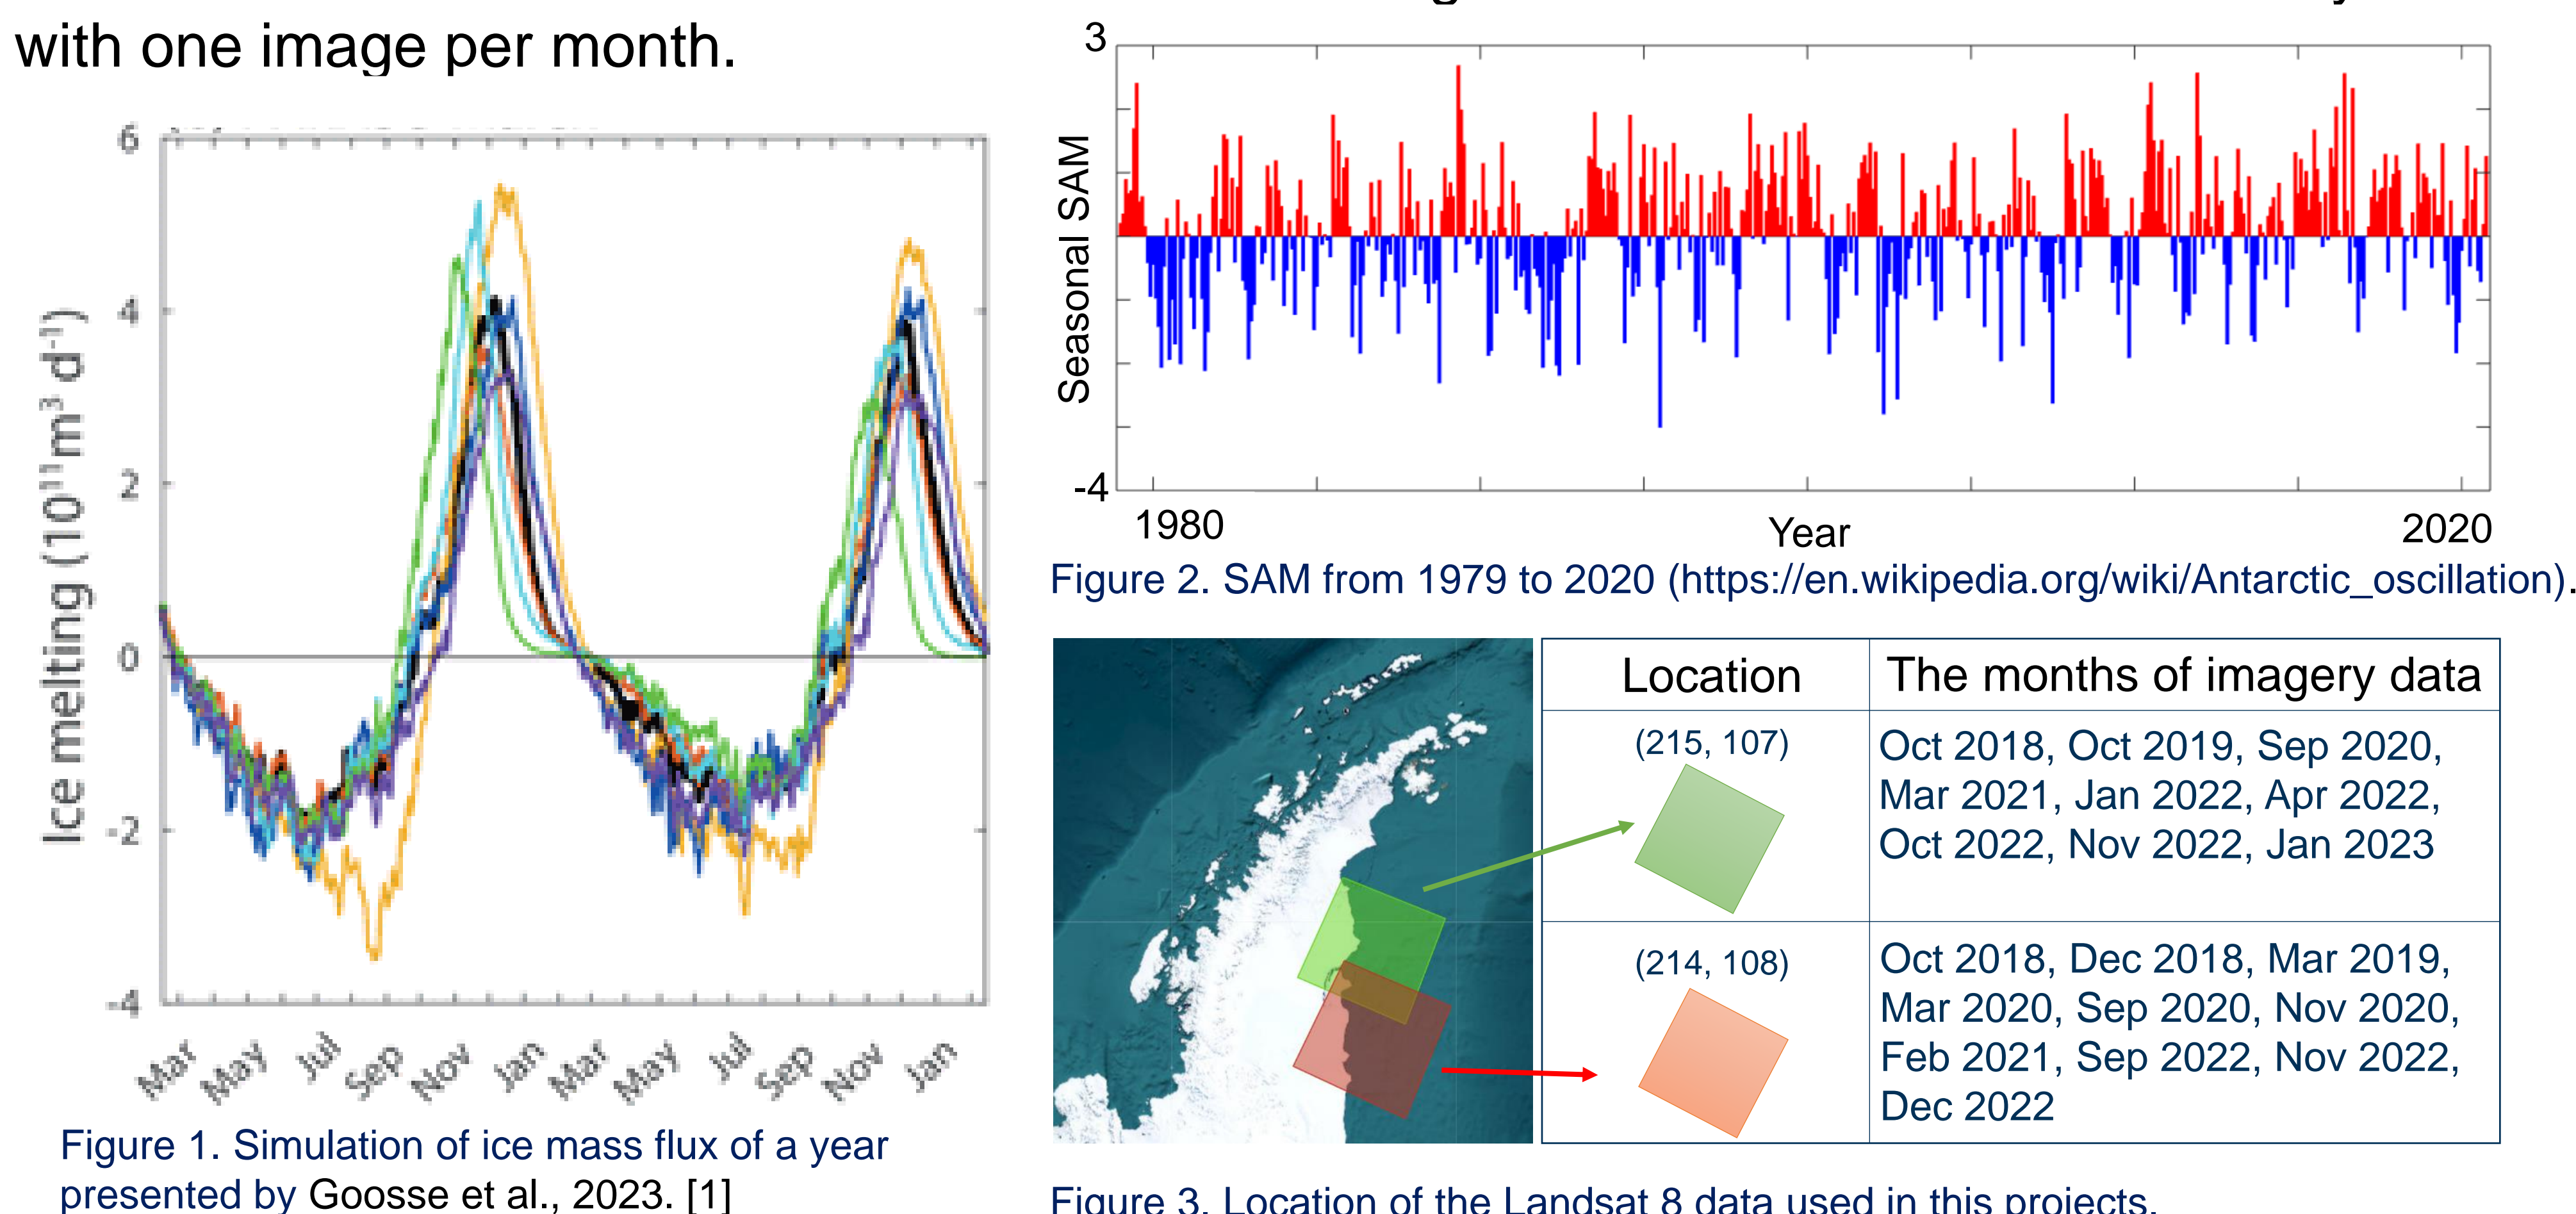 with one image per month.
6
4
2
0
-2
-4
Ice melting (10¹¹m³ d⁻¹)
Mar May Jul Sep Nov Jan Mar May Jul Sep Nov Jan
Figure 1. Simulation of ice mass flux of a year
presented by Goosse et al., 2023. [1]
3
Seasonal SAM
-4
1980 Year 2020
Figure 2. SAM from 1979 to 2020 (https://en.wikipedia.org/wiki/Antarctic_oscillation).
Location
The months of imagery data
(215, 107)
Oct 2018, Oct 2019, Sep 2020,
Mar 2021, Jan 2022, Apr 2022,
Oct 2022, Nov 2022, Jan 2023
(214, 108)
Oct 2018, Dec 2018, Mar 2019,
Mar 2020, Sep 2020, Nov 2020,
Feb 2021, Sep 2022, Nov 2022,
Dec 2022
Figure 3. Location of the Landsat 8 data used in this projects.